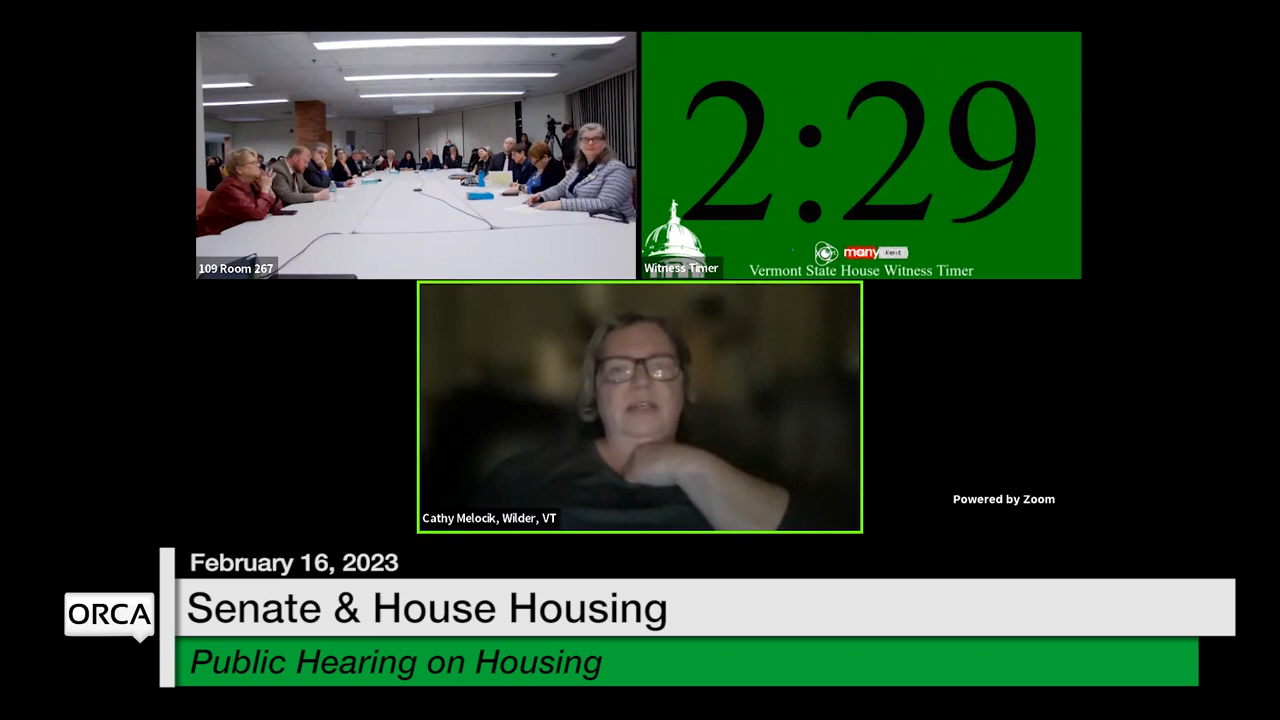 2:29
109 Room 267
Witness Timer
many
Vermont State House Witness Timer
Cathy Melocik, Wilder, VT
Powered by Zoom
February 16, 2023
ORCA
Senate & House Housing
Public Hearing on Housing